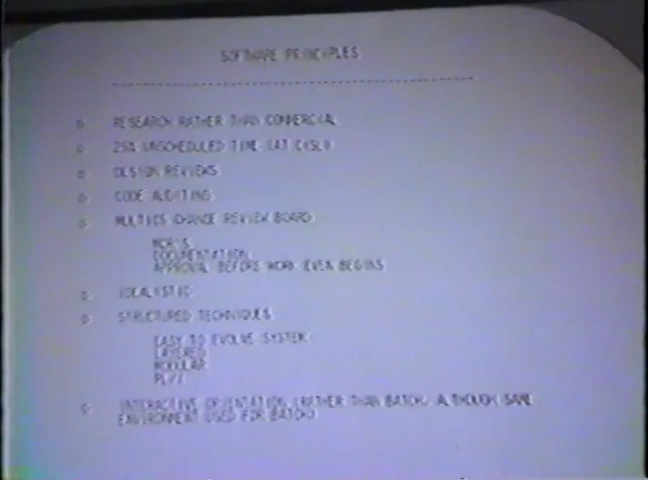 SOFTWARE PRINCIPLES
o RESEARCH RATHER THAN COMMERCIAL
o 25% UNSCHEDULED TIME (AT CISL)
o DESIGN REVIEWS
o CODE AUDITING
o MULTICS CHANGE REVIEW BOARD
MCR'S
DOCUMENTATION
APPROVAL BEFORE WORK EVEN BEGINS
o IDEALISTIC
o STRUCTURED TECHNIQUES
EASY TO EVOLVE SYSTEM
LAYERED
MODULAR
PL/I
o INTERACTIVE ORIENTATION (RATHER THAN BATCH, ALTHOUGH SAME
ENVIRONMENT USED FOR BATCH)